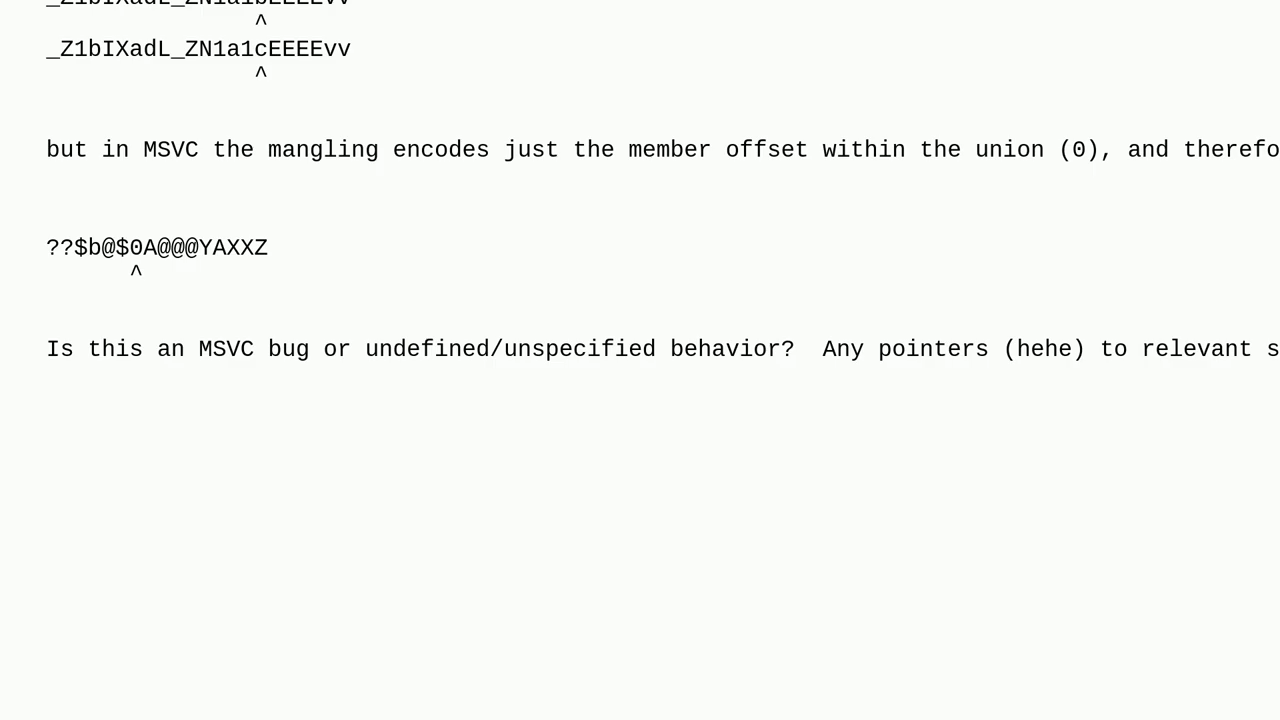 _Z1bIXadL_ZN1a1bEEEEvv
^
_Z1bIXadL_ZN1a1cEEEEvv
^
but in MSVC the mangling encodes just the member offset within the union (0), and therefo
??$b@$0A@@@YAXXZ
^
Is this an MSVC bug or undefined/unspecified behavior?  Any pointers (hehe) to relevant s